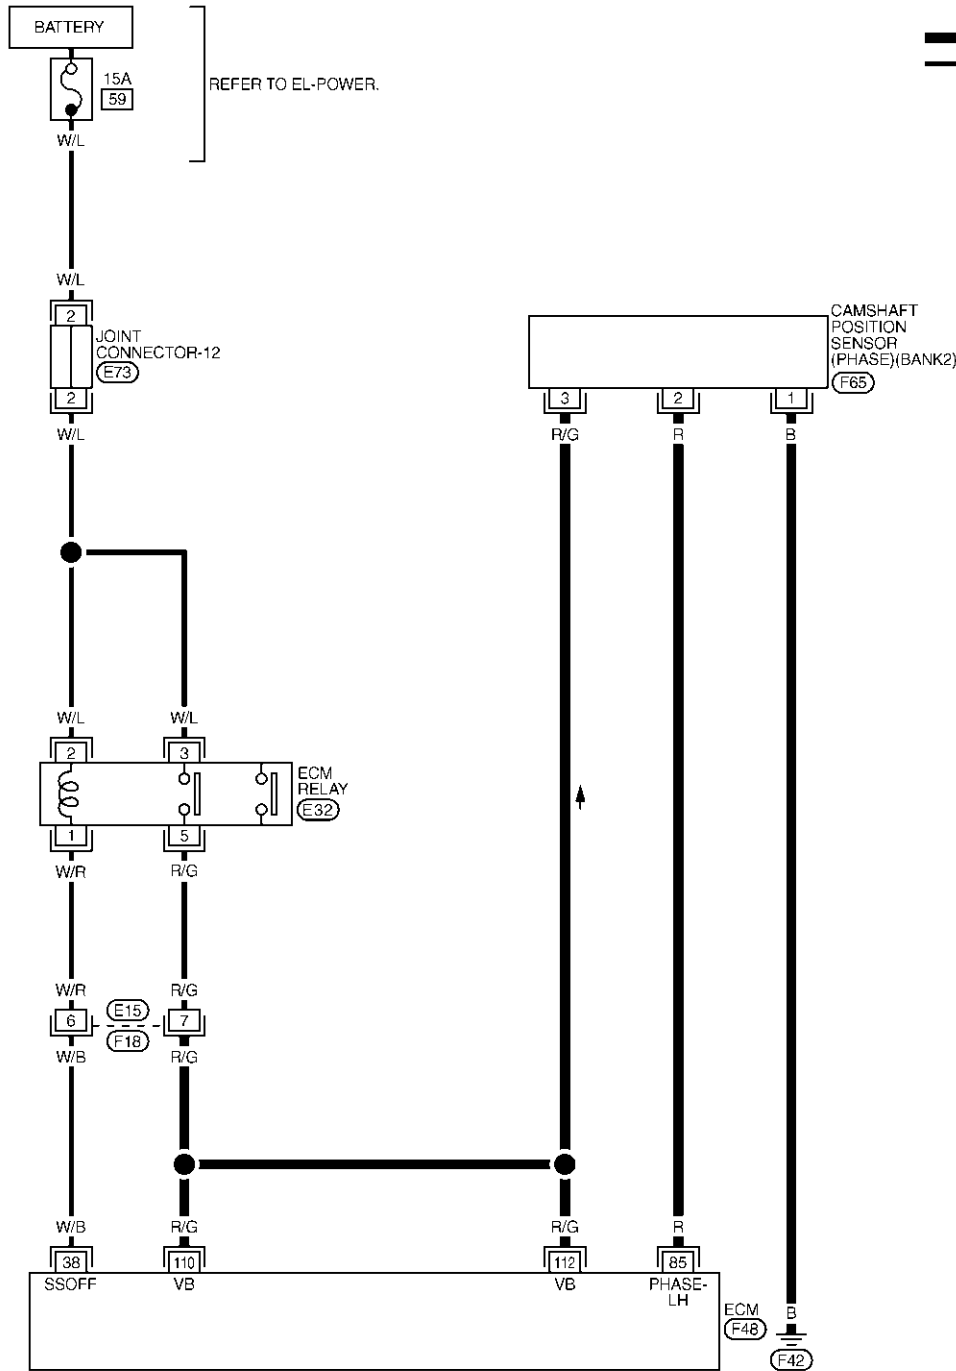 BATTERY
15A
59
REFER TO EL-POWER.
W/L
W/L
2
JOINT
CONNECTOR-12
E73
2
W/L
CAMSHAFT
POSITION
SENSOR
(PHASE)(BANK2)
F65
3
2
1
R/G
R
B
W/L
W/L
2
3
ECM
RELAY
E32
1
5
W/R
R/G
W/R
R/G
6
E15
F18
7
W/B
R/G
W/B
R/G
R/G
R
38
110
112
85
SSOFF
VB
VB
PHASE-
LH
ECM
F48
B
F42